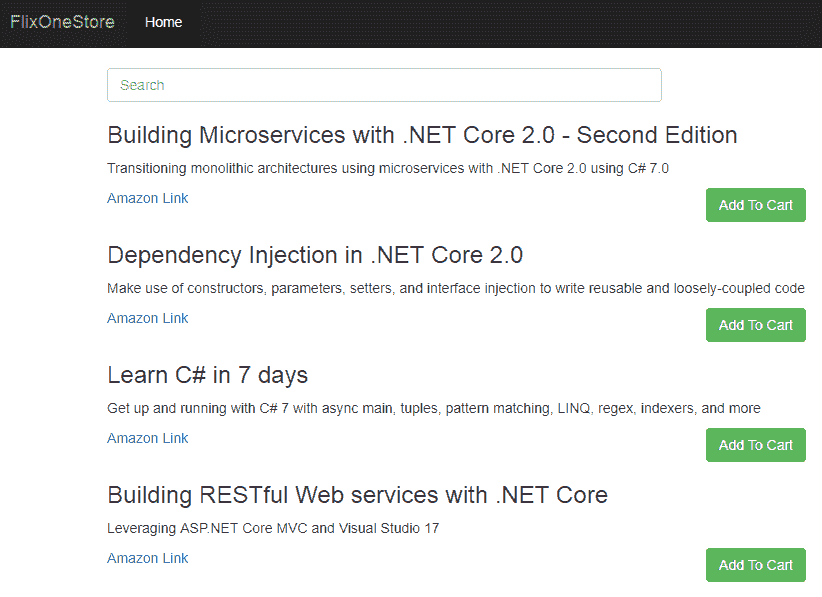 FlixOneStore Home
Search
Building Microservices with .NET Core 2.0 - Second Edition
Transitioning monolithic architectures using microservices with .NET Core 2.0 using C# 7.0
Amazon Link
Add To Cart
Dependency Injection in .NET Core 2.0
Make use of constructors, parameters, setters, and interface injection to write reusable and loosely-coupled code
Amazon Link
Add To Cart
Learn C# in 7 days
Get up and running with C# 7 with async main, tuples, pattern matching, LINQ, regex, indexers, and more
Amazon Link
Add To Cart
Building RESTful Web services with .NET Core
Leveraging ASP.NET Core MVC and Visual Studio 17
Amazon Link
Add To Cart